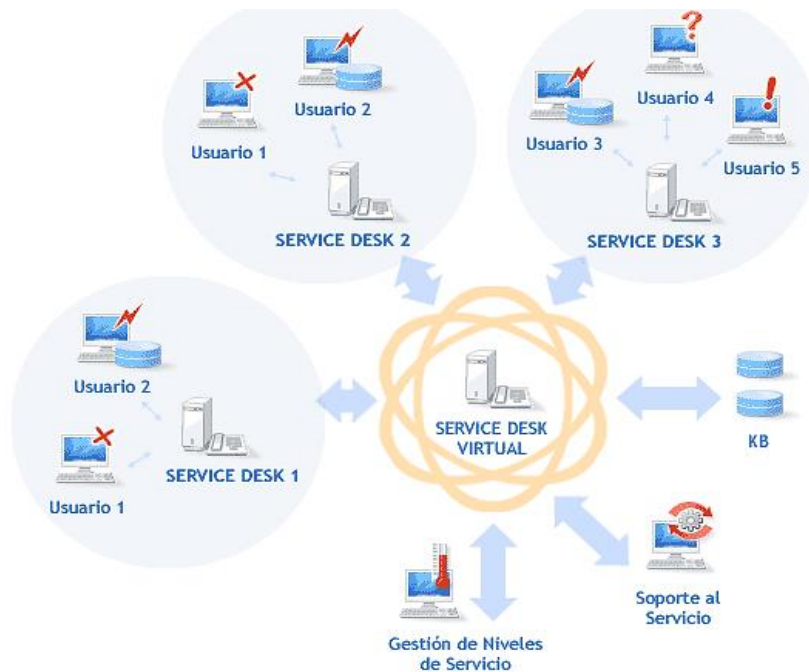 Usuario 2
Usuario 1
SERVICE DESK 2
Usuario 4
Usuario 3
Usuario 5
SERVICE DESK 3
Usuario 2
SERVICE DESK 1
Usuario 1
SERVICE DESK
VIRTUAL
KB
Soporte al
Servicio
Gestión de Niveles
de Servicio